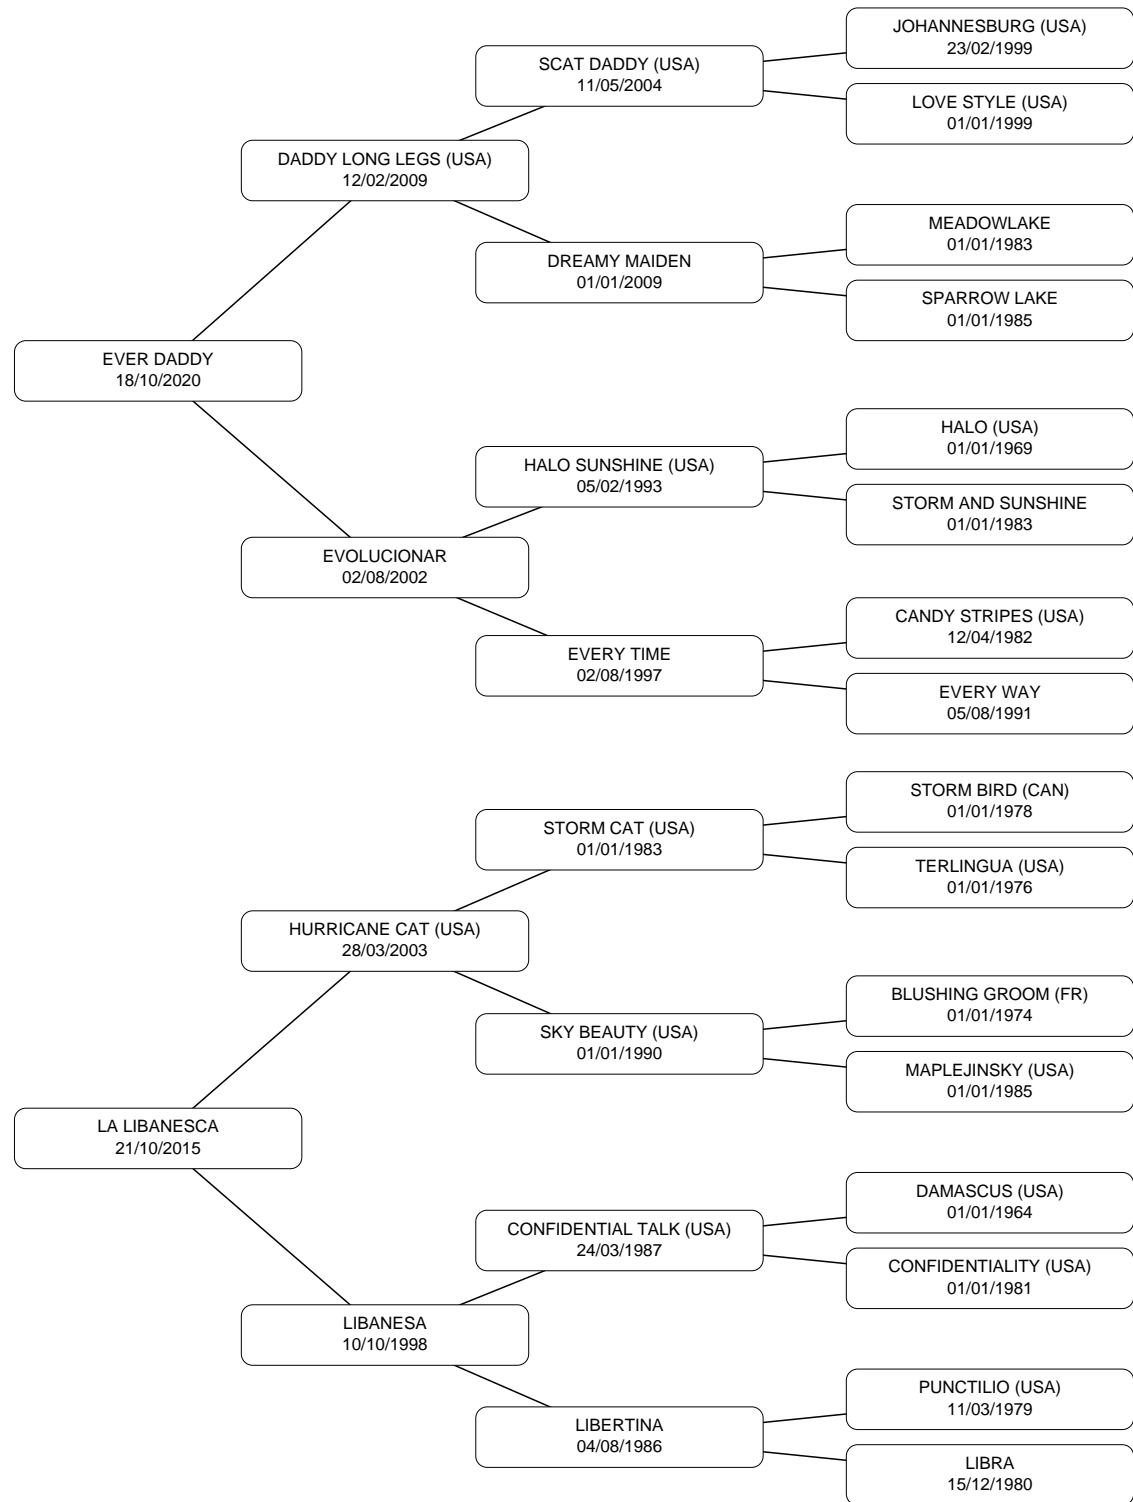 JOHANNESBURG (USA)
23/02/1999
SCAT DADDY (USA)
11/05/2004
LOVE STYLE (USA)
01/01/1999
DADDY LONG LEGS (USA)
12/02/2009
MEADOWLAKE
01/01/1983
DREAMY MAIDEN
01/01/2009
SPARROW LAKE
01/01/1985
EVER DADDY
18/10/2020
HALO (USA)
01/01/1969
HALO SUNSHINE (USA)
05/02/1993
STORM AND SUNSHINE
01/01/1983
EVOLUCIONAR
02/08/2002
CANDY STRIPES (USA)
12/04/1982
EVERY TIME
02/08/1997
EVERY WAY
05/08/1991
STORM BIRD (CAN)
01/01/1978
STORM CAT (USA)
01/01/1983
TERLINGUA (USA)
01/01/1976
HURRICANE CAT (USA)
28/03/2003
BLUSHING GROOM (FR)
01/01/1974
SKY BEAUTY (USA)
01/01/1990
MAPLEJINSKY (USA)
01/01/1985
LA LIBANESCA
21/10/2015
DAMASCUS (USA)
01/01/1964
CONFIDENTIAL TALK (USA)
24/03/1987
CONFIDENTIALITY (USA)
01/01/1981
LIBANESA
10/10/1998
PUNCTILIO (USA)
11/03/1979
LIBERTINA
04/08/1986
LIBRA
15/12/1980